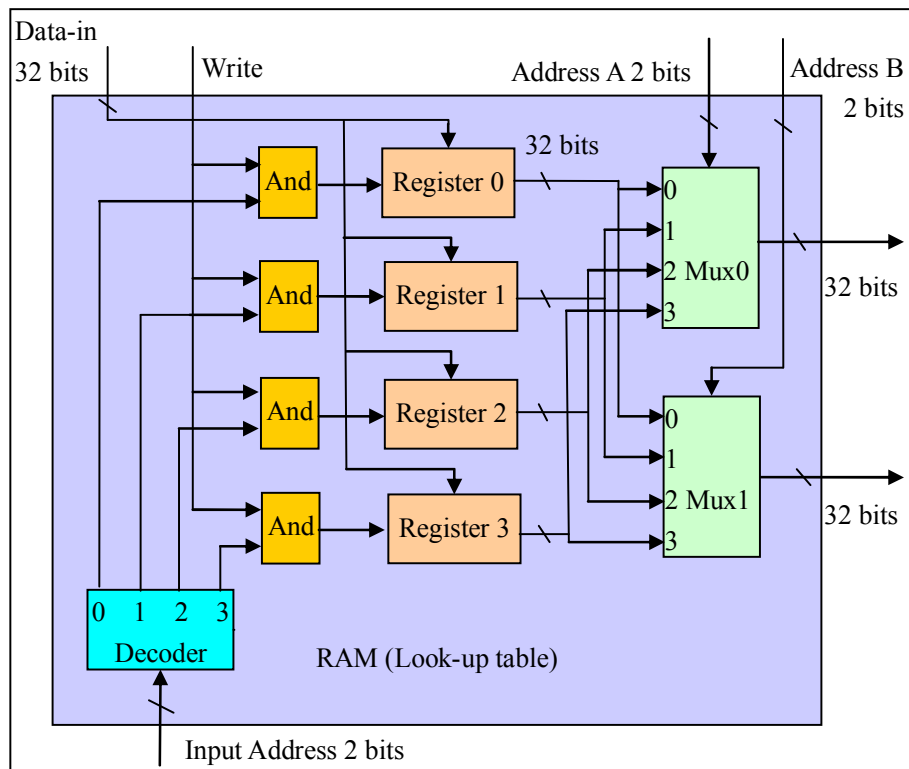 Data-in
32 bits
Write
Address A 2 bits
Address B
2 bits
And
Register 0
32 bits
0
1
2
3
Mux0
32 bits
And
Register 1
And
Register 2
0
1
2
3
Mux1
32 bits
And
Register 3
0 1 2 3
Decoder
RAM (Look-up table)
Input Address 2 bits